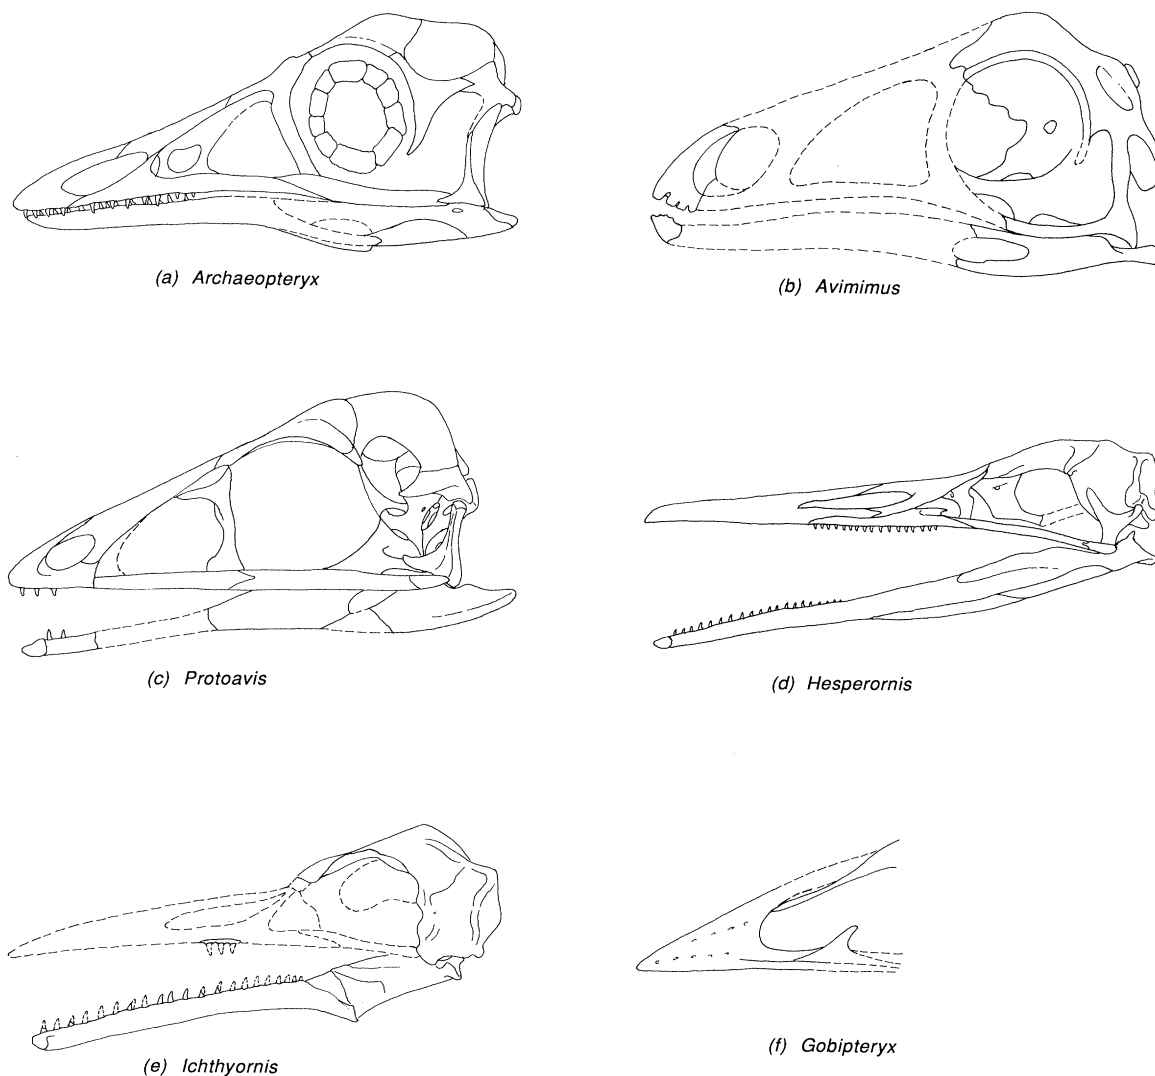 (a) Archaeopteryx
(b) Avimimus
(c) Protoavis
(d) Hesperornis
(e) Ichthyornis
(f) Gobipteryx